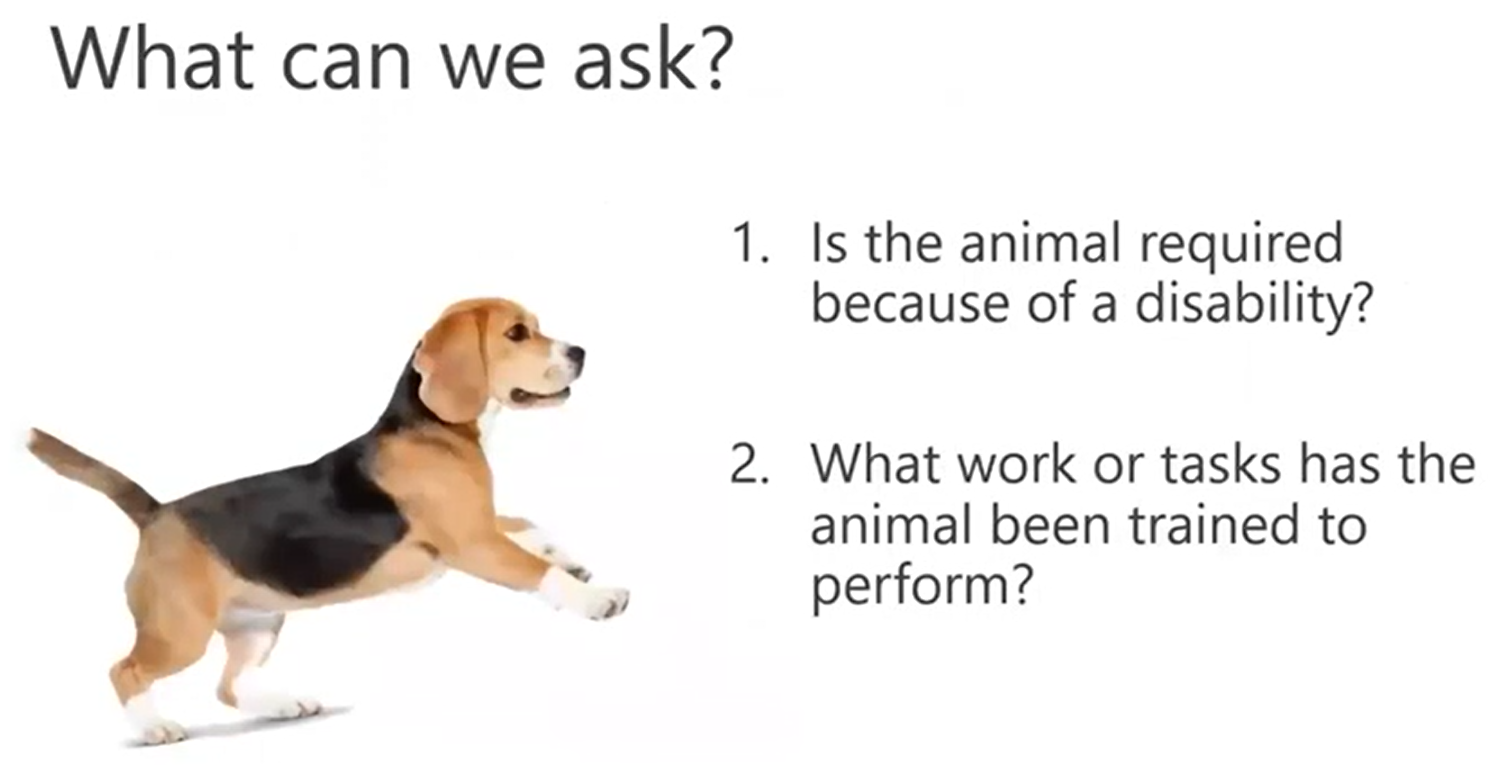 What can we ask?
1. Is the animal required
because of a disability?
2. What work or tasks has the
animal been trained to
perform?